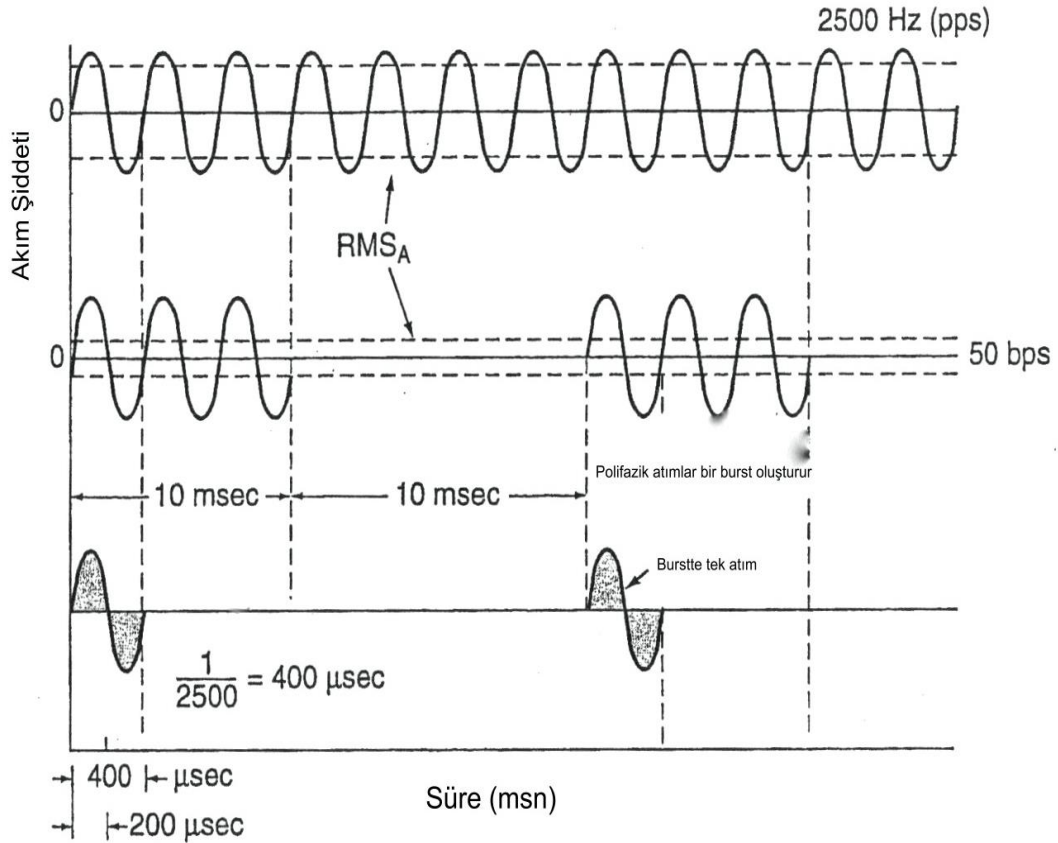 2500 Hz (pps)
0
Akım Şiddeti
RMSA
0
50 bps
Polifazik atımlar bir burst oluşturur
10 msec
10 msec
Burstte tek atım
1
2500
= 400 µsec
400
µsec
Süre (msn)
200 µsec